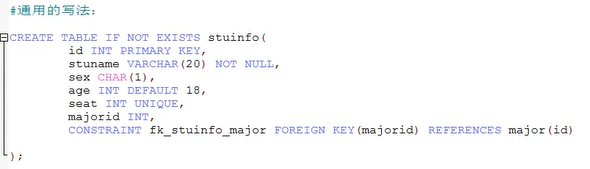 #通用的写法：
CREATE TABLE IF NOT EXISTS stuinfo(
id INT PRIMARY KEY,
stuname VARCHAR(20) NOT NULL,
sex CHAR(1),
age INT DEFAULT 18,
seat INT UNIQUE,
majorid INT,
CONSTRAINT fk_stuinfo_major FOREIGN KEY(majorid) REFERENCES major(id)
);